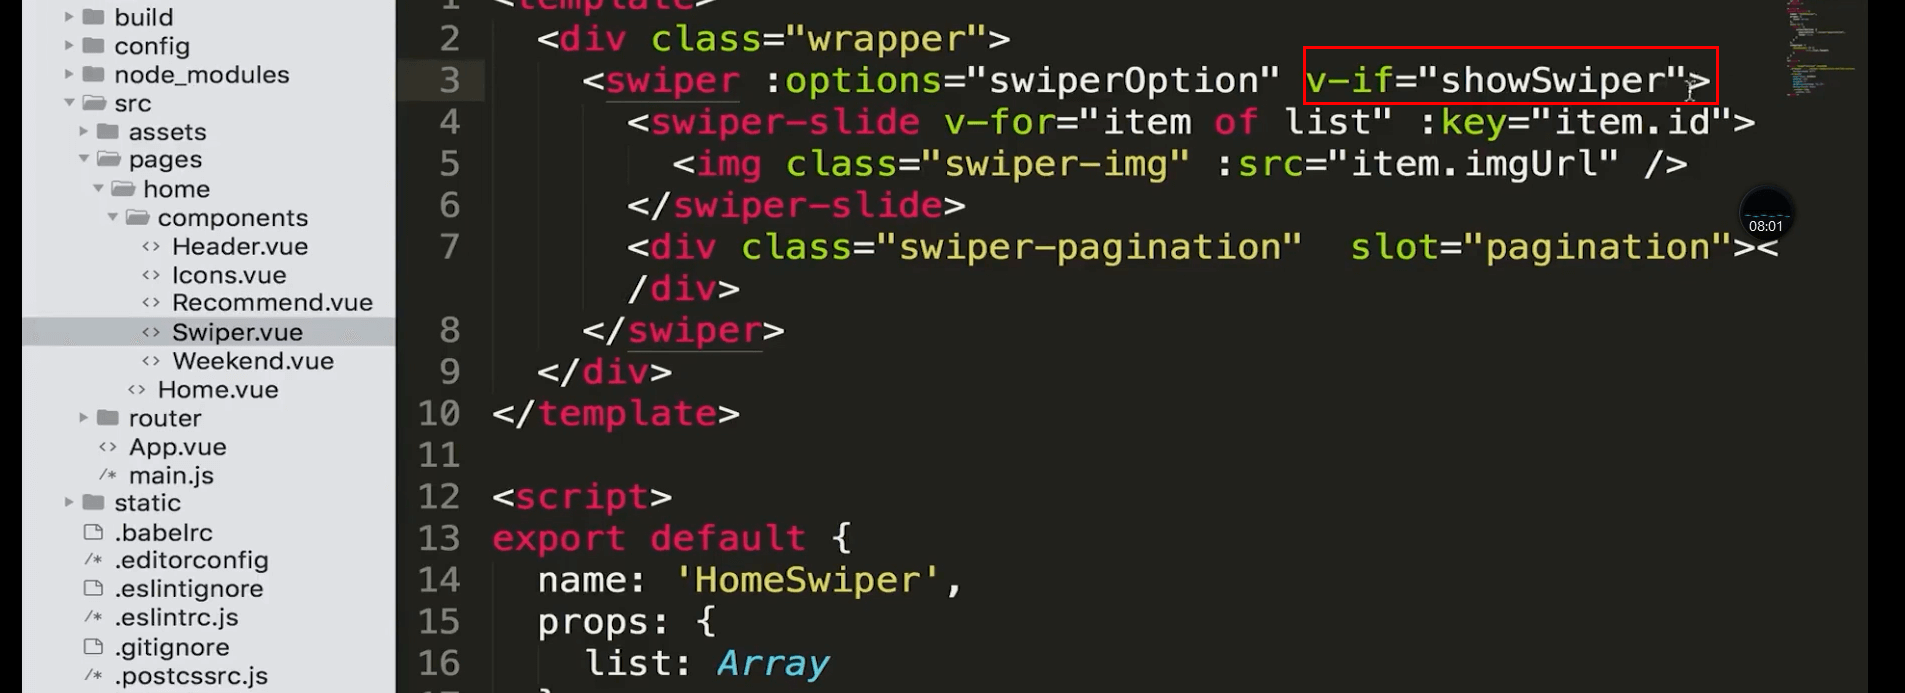 build
config
node_modules
src
assets
pages
home
components
<> Header.vue
<> Icons.vue
<> Recommend.vue
<> Swiper.vue
<> Weekend.vue
<> Home.vue
router
<> App.vue
/* main.js
static
.babelrc
/* .editorconfig
.eslintignore
/* .eslintrc.js
.gitignore
/* .postcssrc.js
1 <template>
2 <div class="wrapper">
3 <swiper :options="swiperOption" v-if="showSwiper">
4 <swiper-slide v-for="item of list" :key="item.id">
5 <img class="swiper-img" :src="item.imgUrl" />
6 </swiper-slide>
7 <div class="swiper-pagination"  slot="pagination"><
/div>
8 </swiper>
9 </div>
10 </template>
11
12 <script>
13 export default {
14 name: 'HomeSwiper',
15 props: {
16 list: Array
08:01